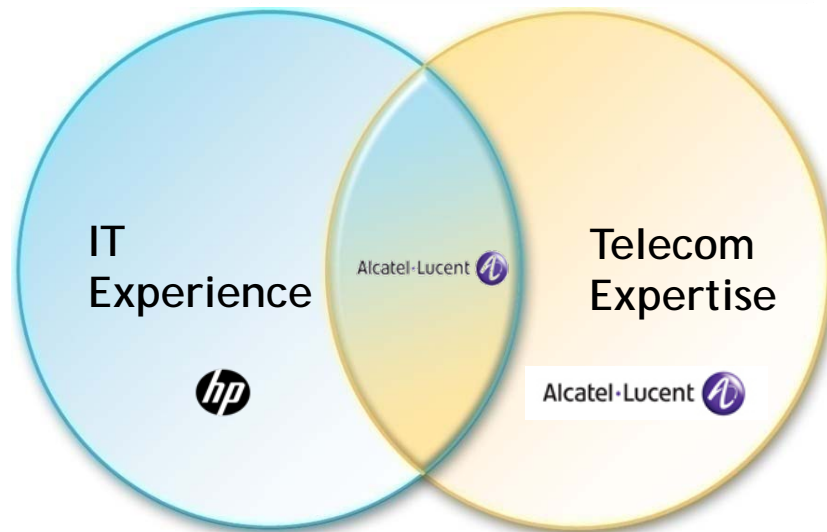 IT
Experience
hp
Alcatel·Lucent
Telecom
Expertise
Alcatel·Lucent